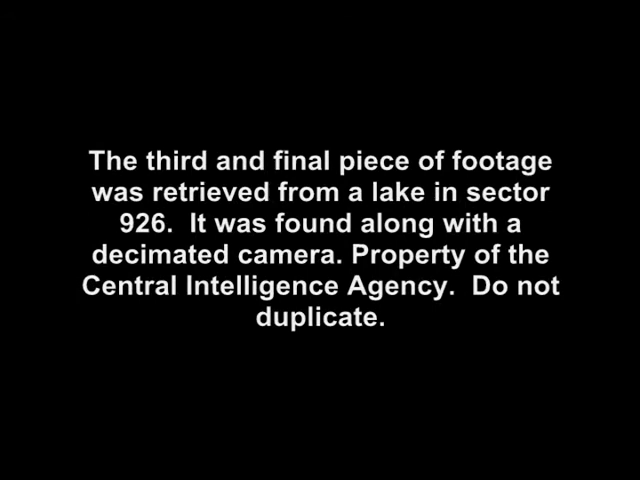 The third and final piece of footage
was retrieved from a lake in sector
926.  It was found along with a
decimated camera. Property of the
Central Intelligence Agency.  Do not
duplicate.